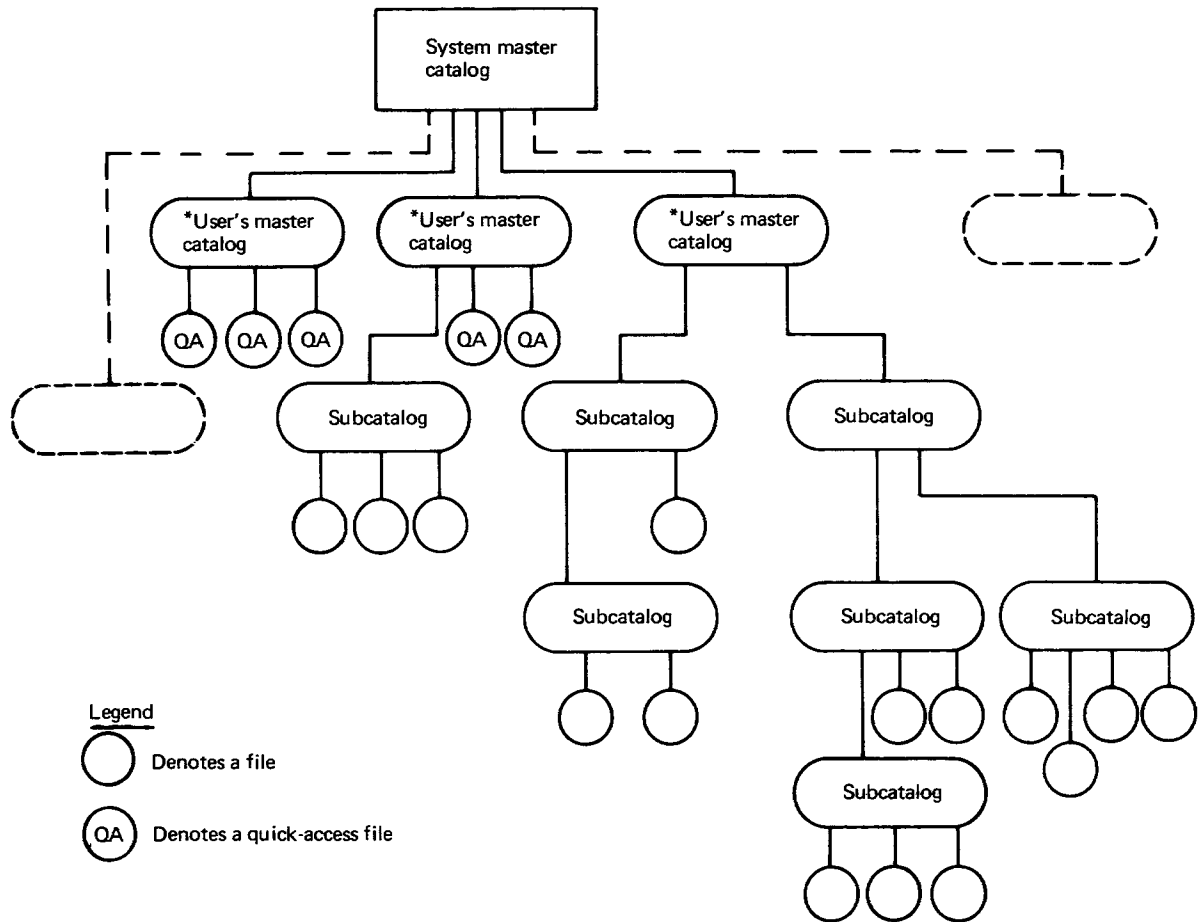 System master
catalog
*User's master
catalog
*User's master
catalog
*User's master
catalog
QA
QA
QA
QA
QA
Subcatalog
Subcatalog
Subcatalog
Subcatalog
Subcatalog
Subcatalog
Subcatalog
Legend
Denotes a file
QA
Denotes a quick-access file